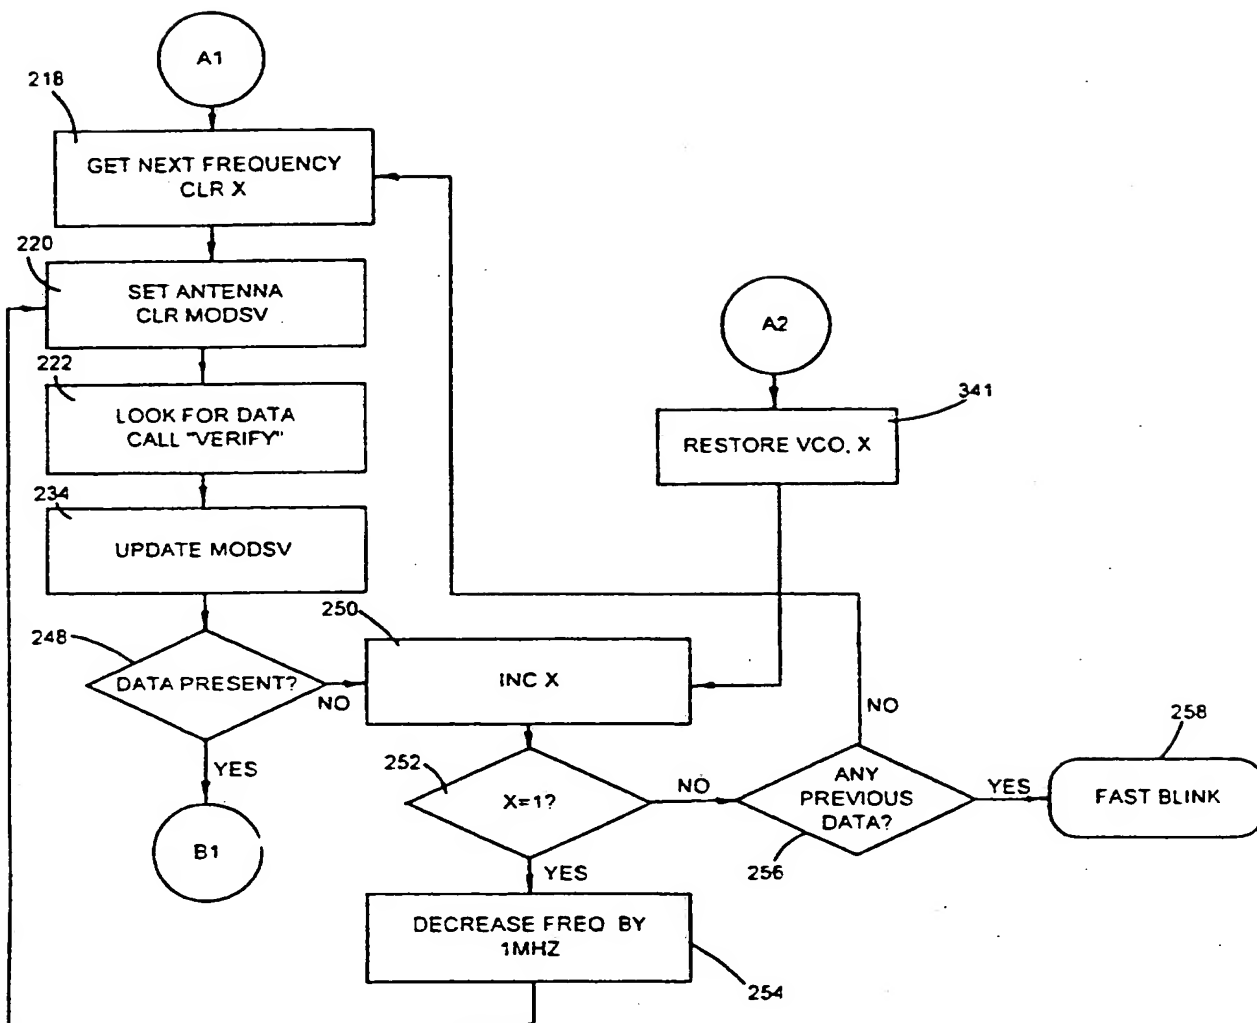 A1
218
GET NEXT FREQUENCY
CLR X
220
SET ANTENNA
CLR MODSV
A2
222
LOOK FOR DATA
CALL "VERIFY"
341
RESTORE VCO, X
234
UPDATE MODSV
250
248
DATA PRESENT?
NO
INC X
NO
258
YES
252
X=1?
NO
ANY
PREVIOUS
DATA?
YES
FAST BLINK
B1
256
YES
DECREASE FREQ BY
1MHZ
254